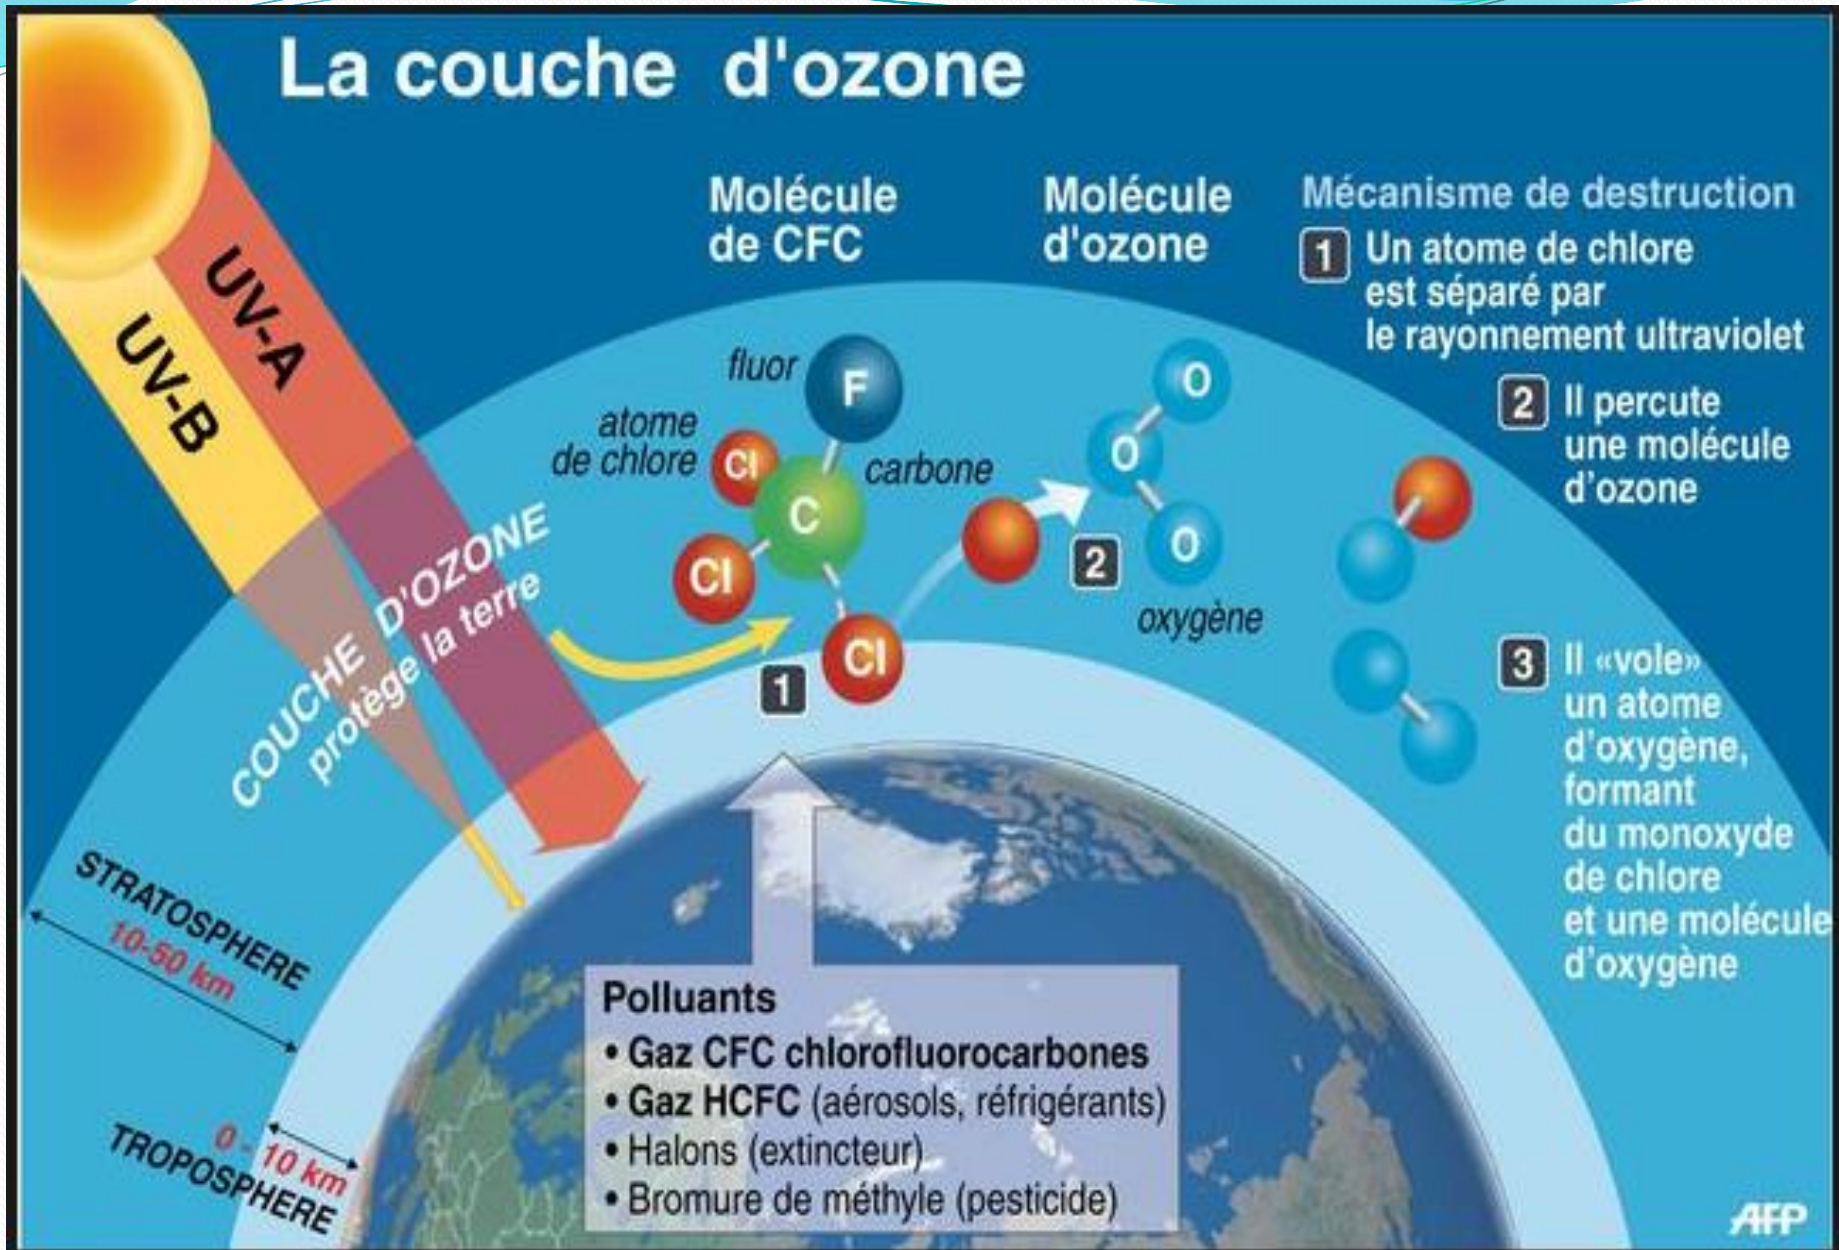 La couche d'ozone
Molécule
de CFC
Molécule
d'ozone
Mécanisme de destruction
1 Un atome de chlore
est séparé par
le rayonnement ultraviolet
2 Il percute
une molécule
d'ozone
3 Il «vole»
un atome
d'oxygène,
formant
du monoxyde
de chlore
et une molécule
d'oxygène
UV-A
UV-B
fluor
F
atome
de chlore
Cl
carbone
C
Cl
Cl
1
O
O
O
2
oxygène
COUCHE D'OZONE
protège la terre
STRATOSPHERE
10-50 km
0 - 10 km
TROPOSPHERE
Polluants
• Gaz CFC chlorofluorocarbones
• Gaz HCFC (aérosols, réfrigérants)
• Halons (extincteur)
• Bromure de méthyle (pesticide)
AFP